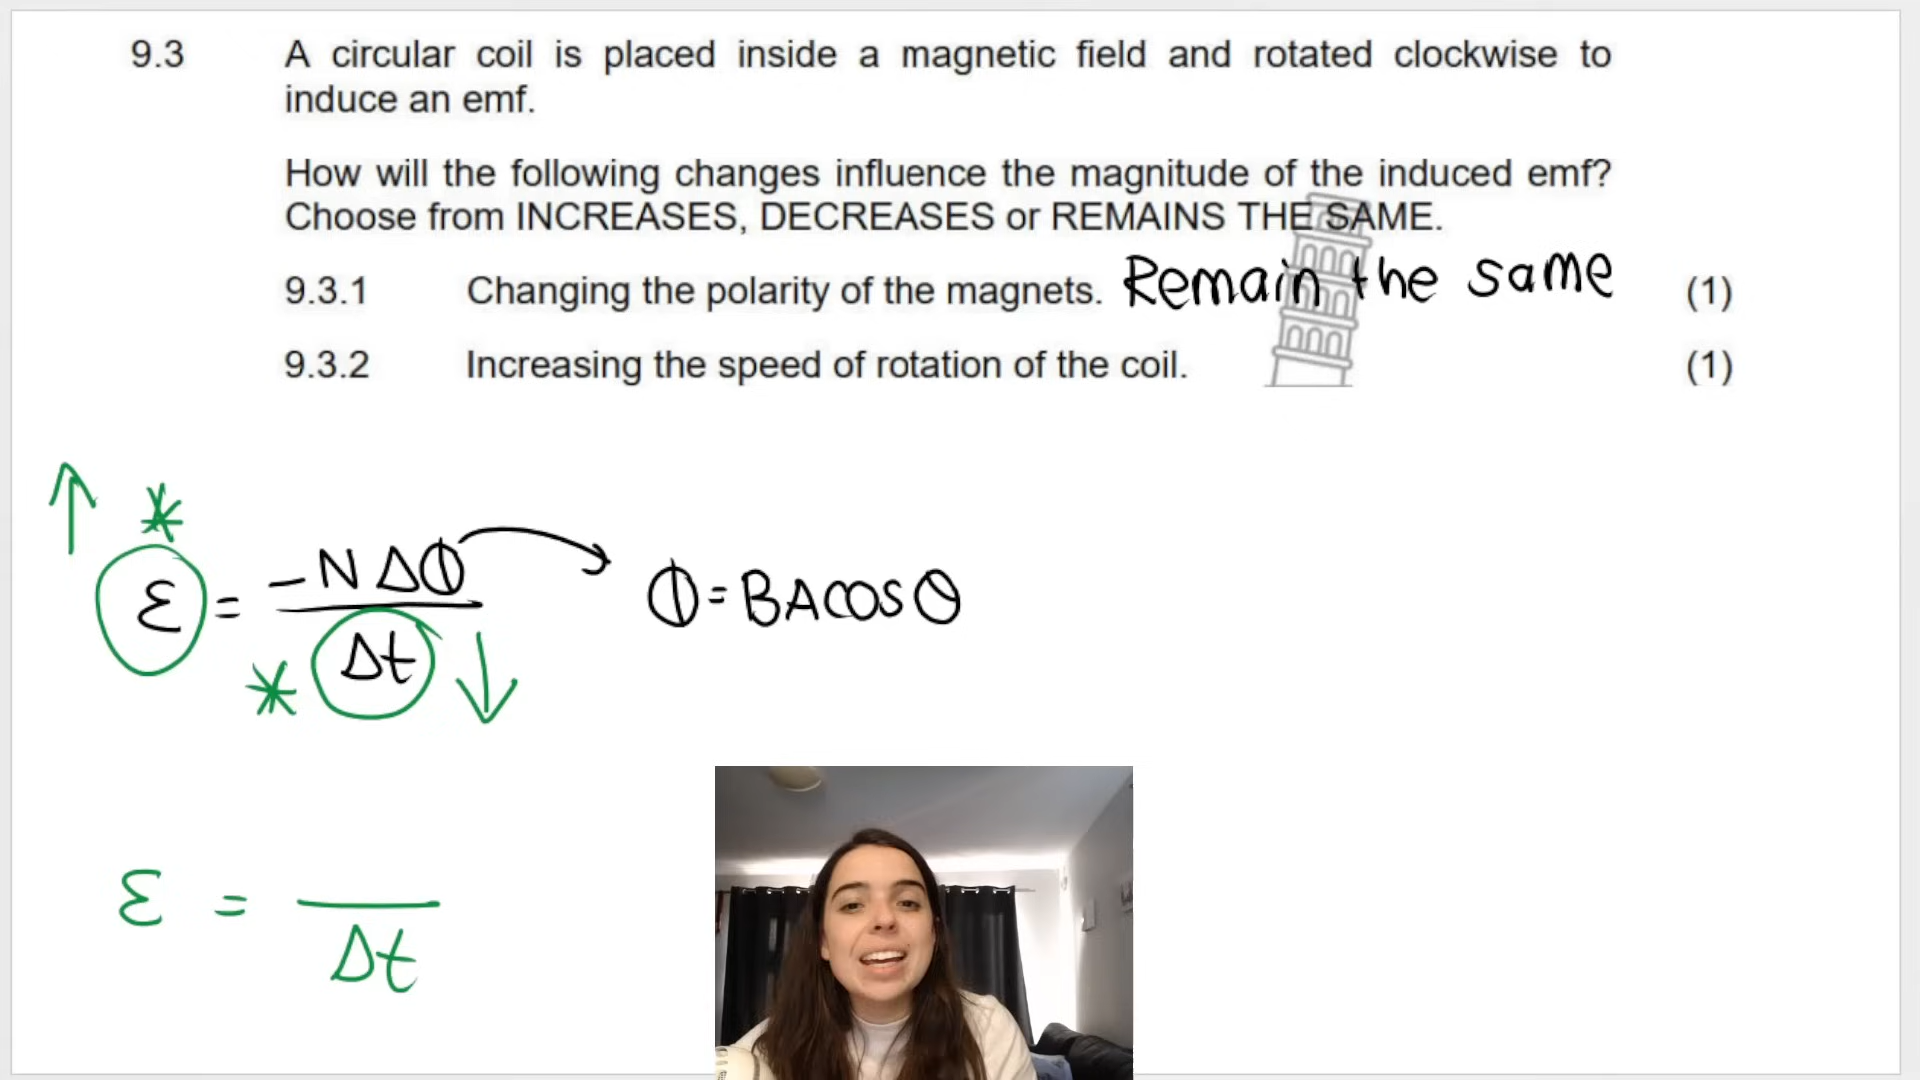 9.3 A circular coil is placed inside a magnetic field and rotated clockwise to
induce an emf.
How will the following changes influence the magnitude of the induced emf?
Choose from INCREASES, DECREASES or REMAINS THE SAME.
9.3.1 Changing the polarity of the magnets. Remain the same (1)
9.3.2 Increasing the speed of rotation of the coil. (1)
↑ *
ε = -NΔΦ
* Δt ↓
Φ = BAcosθ
ε = ―
Δt